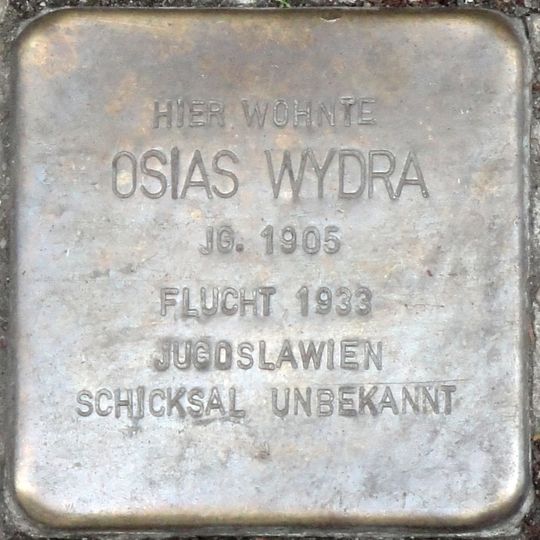 HIER WOHNTE
OSIAS WYDRA
JG. 1905
FLUCHT 1933
JUGOSLAWIEN
SCHICKSAL UNBEKANNT